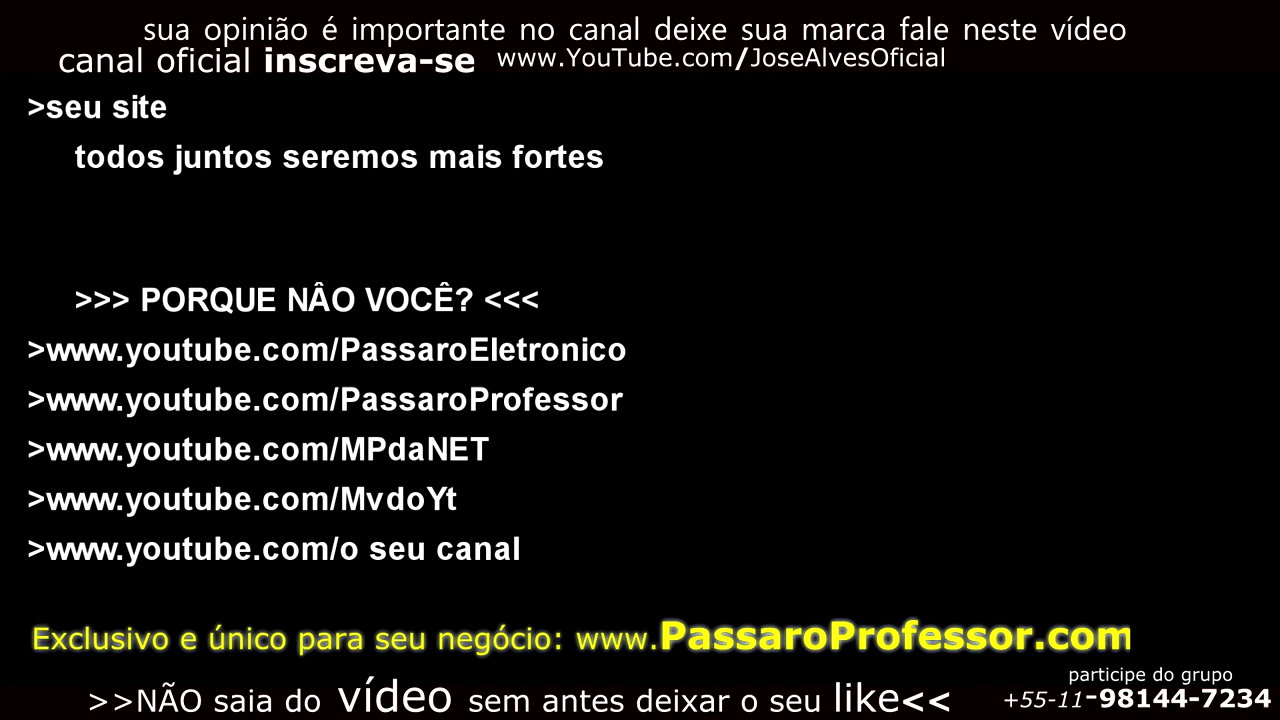 sua opinião é importante no canal deixe sua marca fale neste vídeo
canal oficial inscreva-se www.YouTube.com/JoseAlvesOficial
>seu site
todos juntos seremos mais fortes
>>> PORQUE NÂO VOCÊ? <<<
>www.youtube.com/PassaroEletronico
>www.youtube.com/PassaroProfessor
>www.youtube.com/MPdaNET
>www.youtube.com/MvdoYt
>www.youtube.com/o seu canal
Exclusivo e único para seu negócio: www.PassaroProfessor.com
participe do grupo
>>NÃO saia do vídeo sem antes deixar o seu like<< +55-11-98144-7234